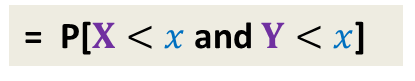 = P[X < x and Y < x]